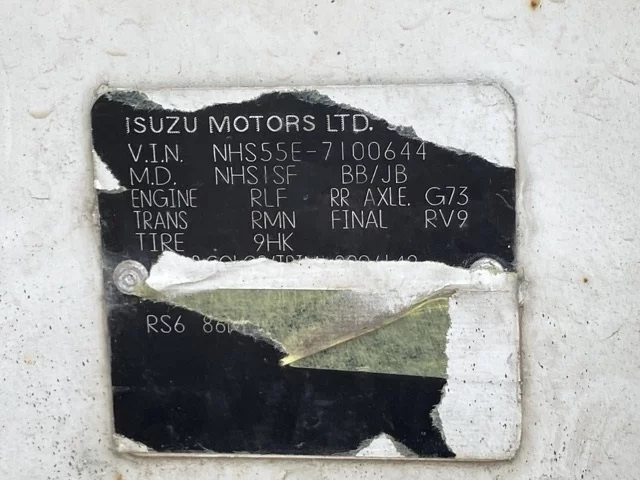 ISUZU MOTORS LTD.
V.I.N. NHS55E-7100644
M.D. NHS1SF BB/JB
ENGINE RLF RR AXLE. G73
TRANS RMN FINAL RV9
TIRE 9HK
RS6